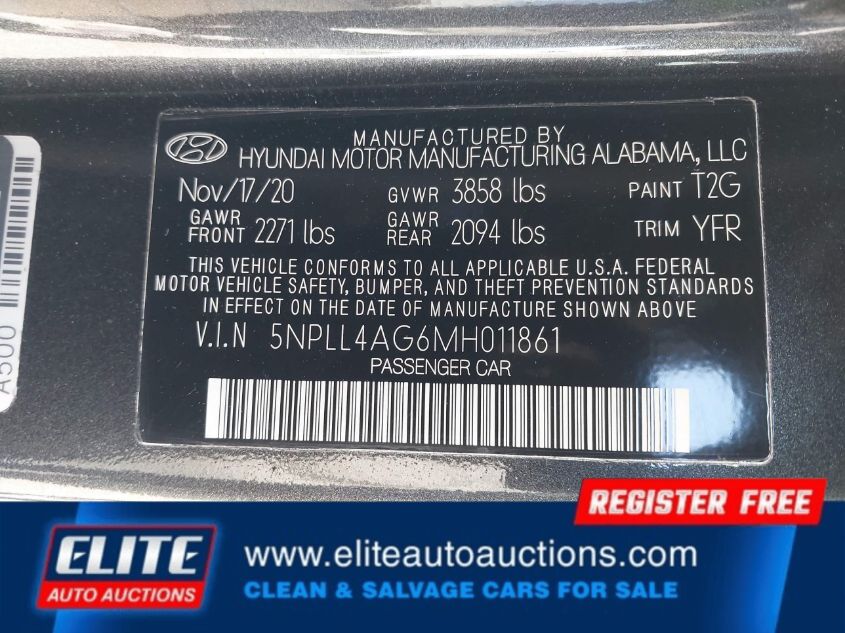 MANUFACTURED BY
HYUNDAI MOTOR MANUFACTURING ALABAMA, LLC
Nov/17/20 GVWR 3858 lbs PAINT T2G
GAWR FRONT 2271 lbs GAWR REAR 2094 lbs TRIM YFR
THIS VEHICLE CONFORMS TO ALL APPLICABLE U.S.A. FEDERAL
MOTOR VEHICLE SAFETY, BUMPER, AND THEFT PREVENTION STANDARDS
IN EFFECT ON THE DATE OF MANUFACTURE SHOWN ABOVE
V.I.N 5NPLL4AG6MH011861
PASSENGER CAR
A500
REGISTER FREE
ELITE
AUTO AUCTIONS
www.eliteautoauctions.com
CLEAN & SALVAGE CARS FOR SALE